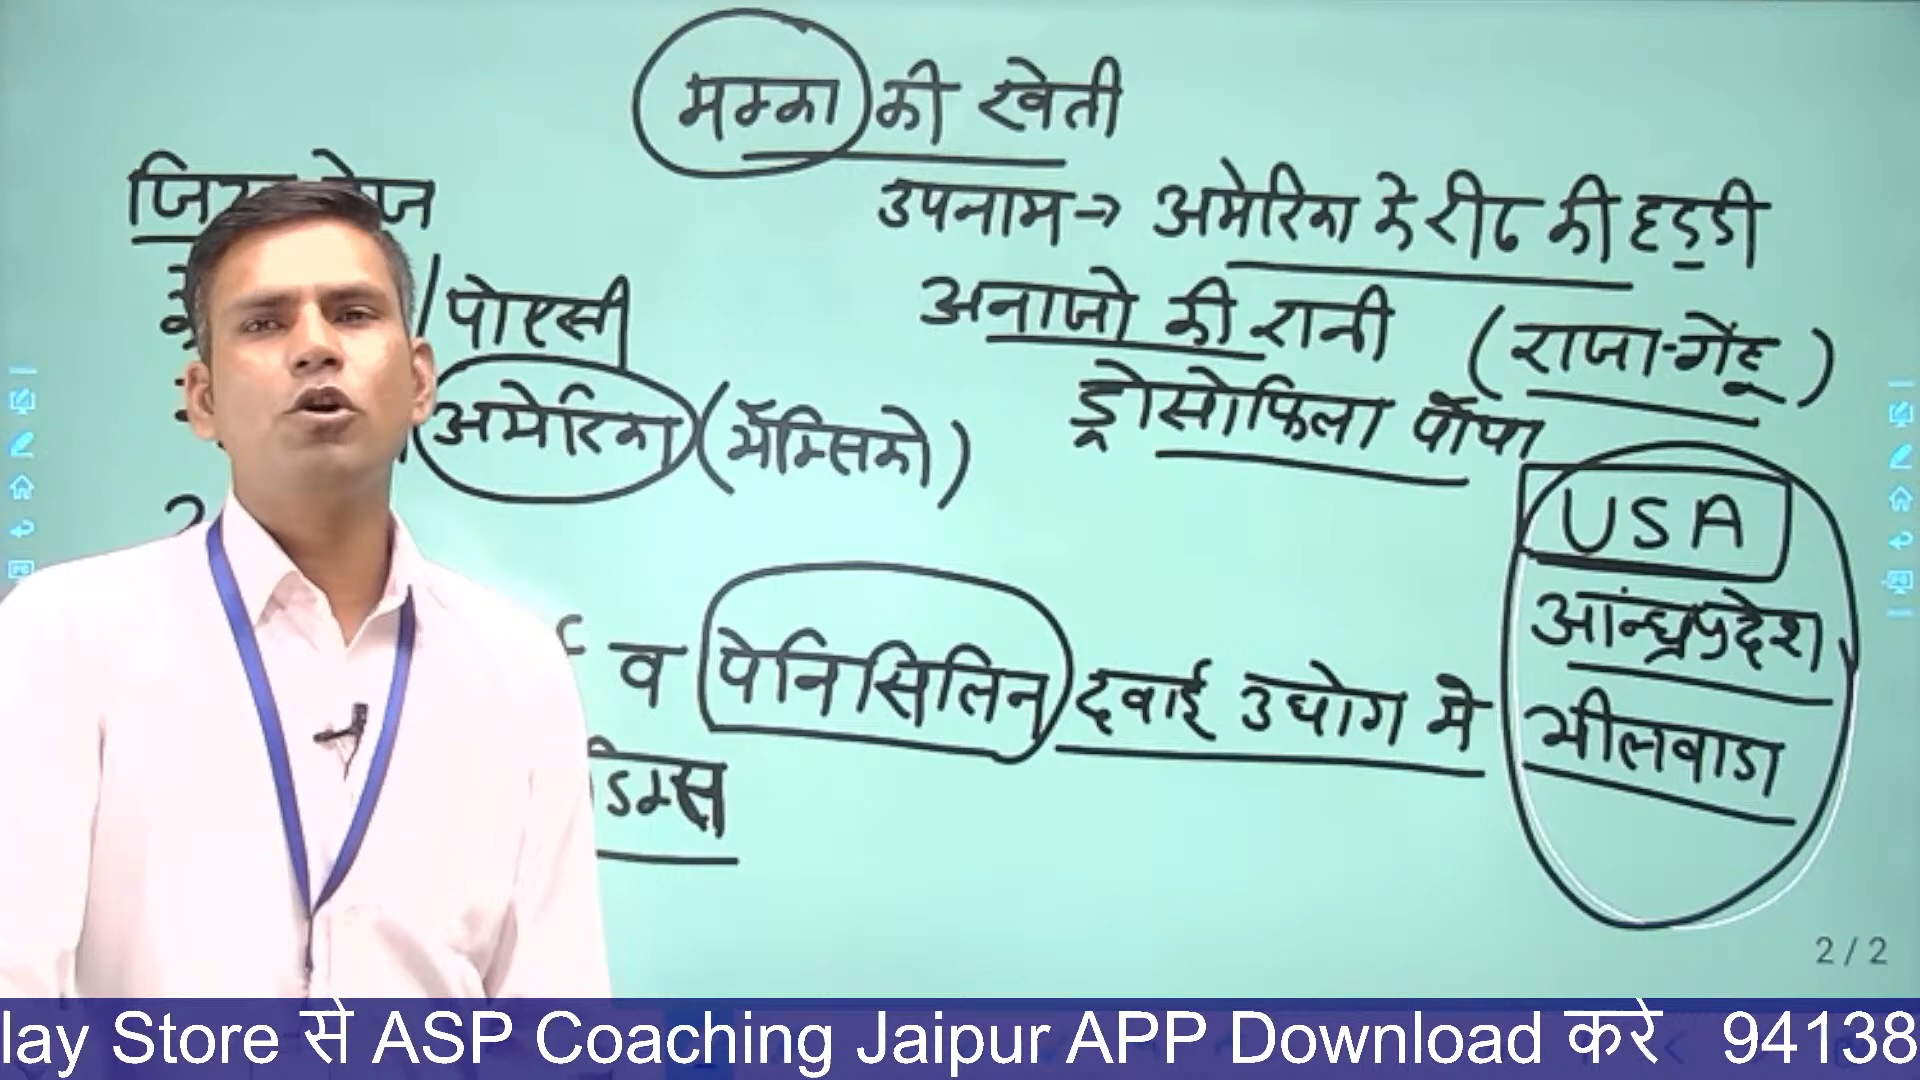 मक्का की खेती
उपनाम → अमेरिका के रीढ की हड्डी
/ पोएसी
अनाजो की रानी (राजा-गेंहू)
अमेरिका (मैक्सिको)
ड्रोसोफिला पॉपा
USA
आंन्ध्रप्रदेश
व पेनिसिलिन दवाई उद्योग मे
भीलवाडा
2/2
lay Store से ASP Coaching Jaipur APP Download करे 94138